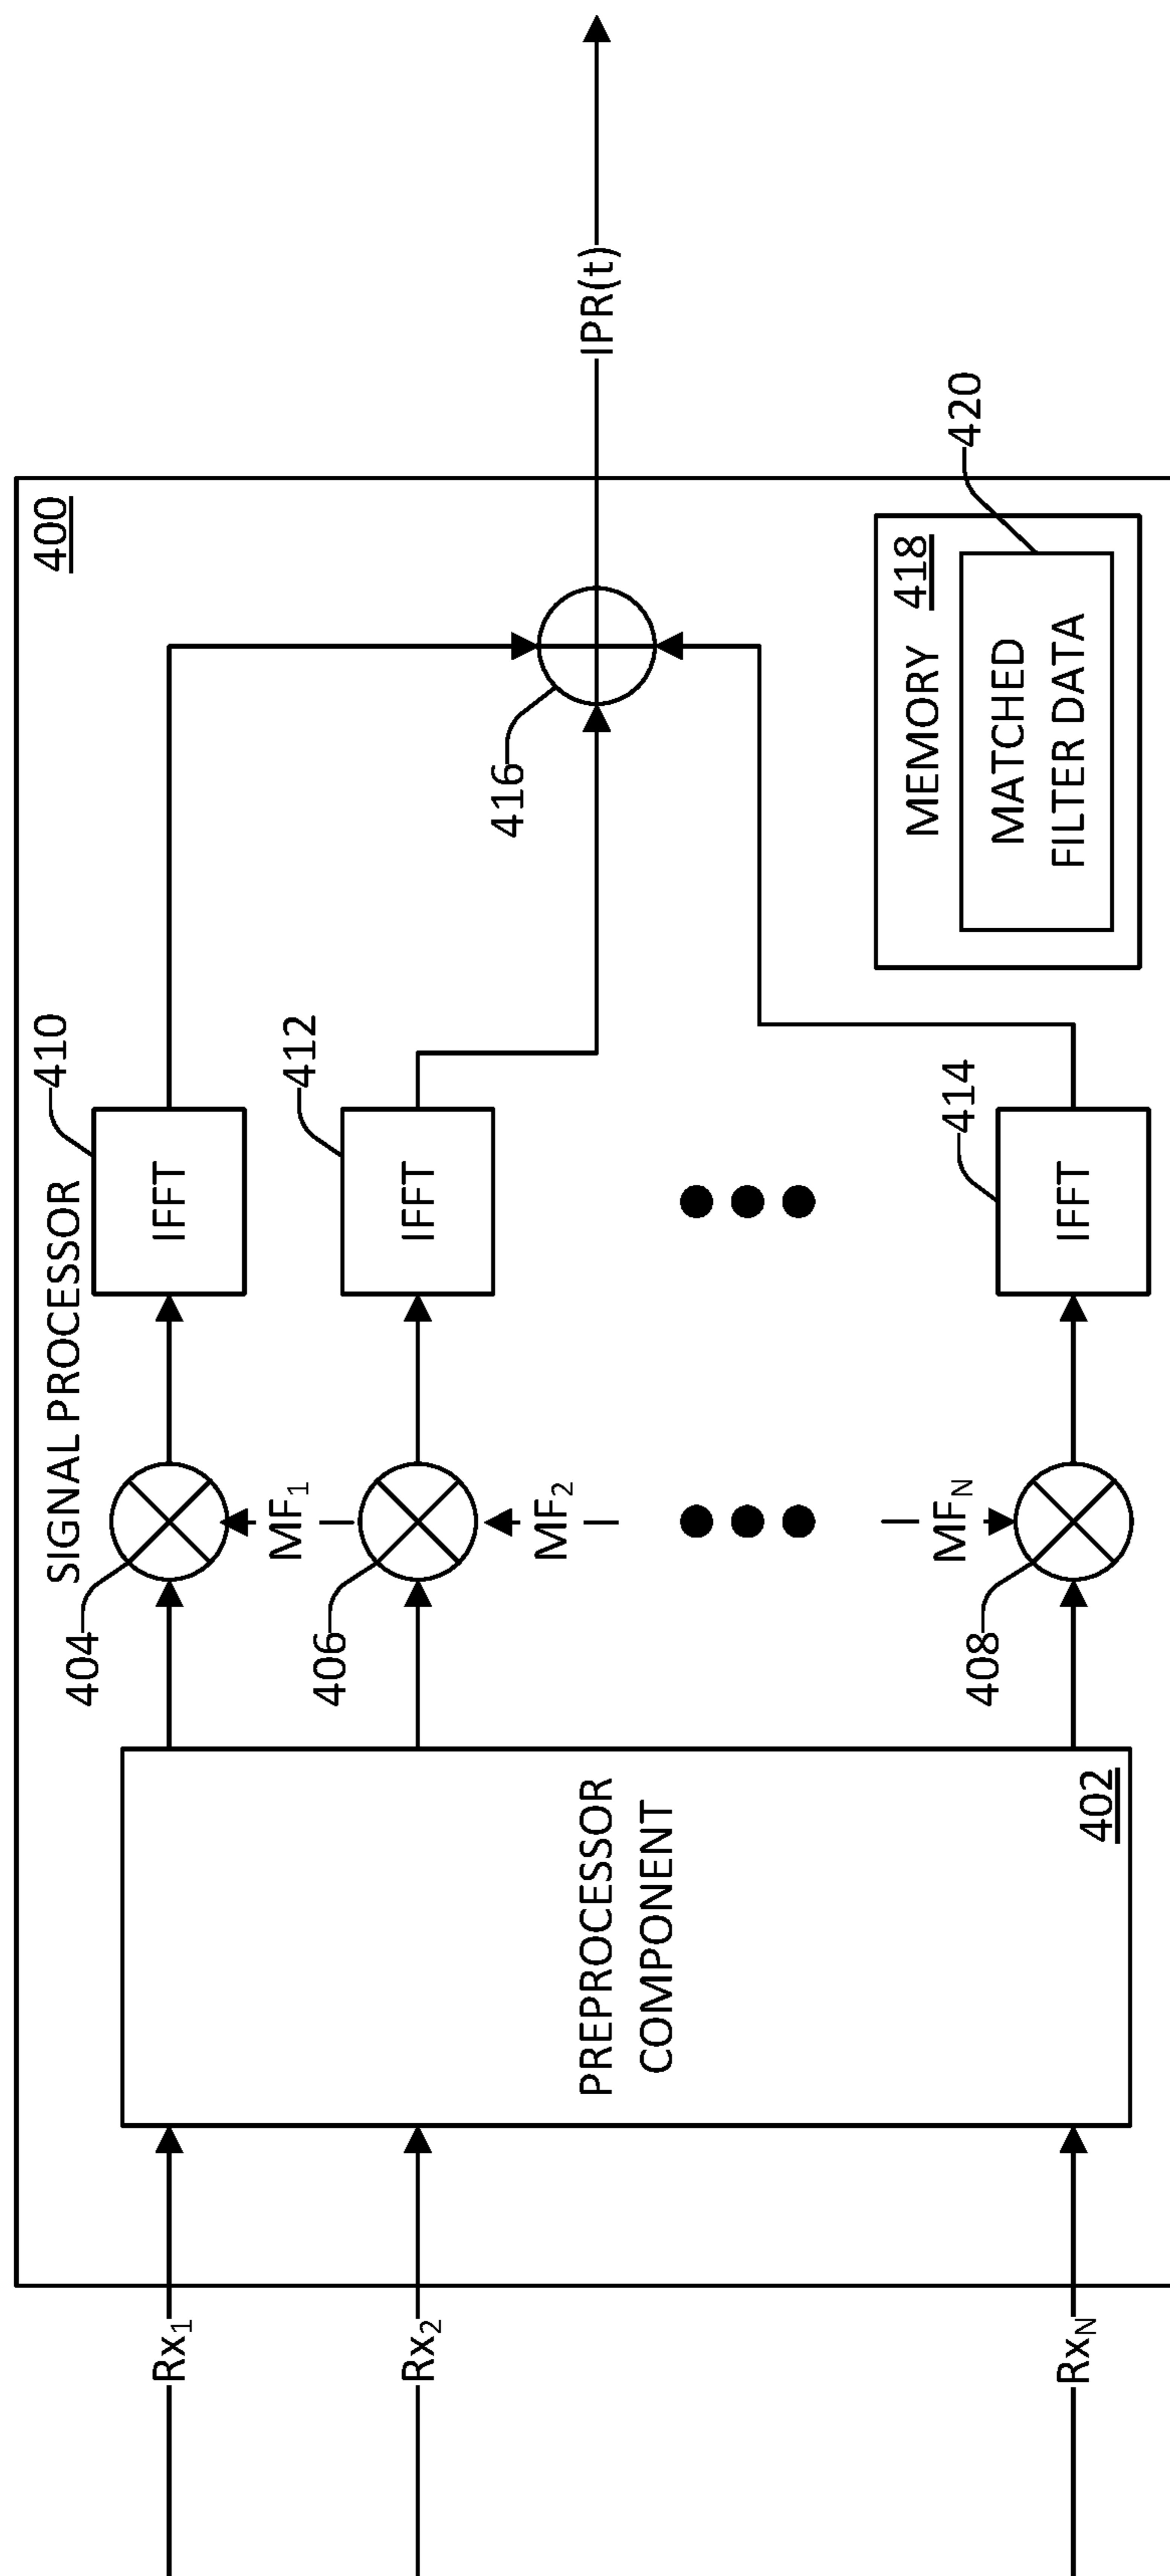 400
SIGNAL PROCESSOR
Rx1
Rx2
RxN
PREPROCESSOR
COMPONENT
402
404
MF1
406
MF2
408
MFN
410
IFFT
412
IFFT
414
IFFT
416
MEMORY 418
MATCHED
FILTER DATA
420
IPR(t)